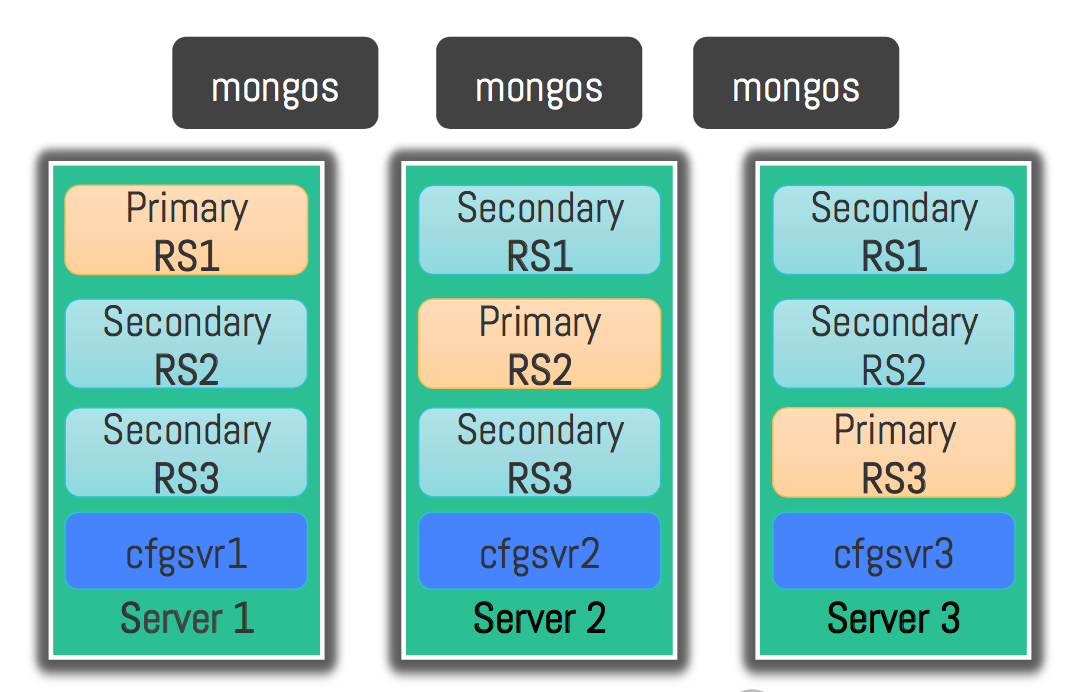 mongos
mongos
mongos
Primary
RS1
Secondary
RS2
Secondary
RS3
cfgsvr1
Server 1
Secondary
RS1
Primary
RS2
Secondary
RS3
cfgsvr2
Server 2
Secondary
RS1
Secondary
RS2
Primary
RS3
cfgsvr3
Server 3